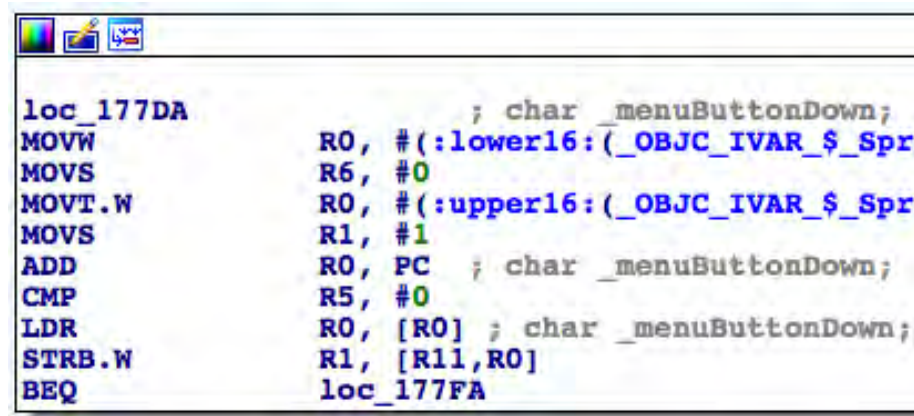 loc_177DA ; char _menuButtonDown;
MOVW R0, #(:lower16:(_OBJC_IVAR_$_Spr
MOVS R6, #0
MOVT.W R0, #(:upper16:(_OBJC_IVAR_$_Spr
MOVS R1, #1
ADD R0, PC ; char _menuButtonDown;
CMP R5, #0
LDR R0, [R0] ; char _menuButtonDown;
STRB.W R1, [R11,R0]
BEQ loc_177FA